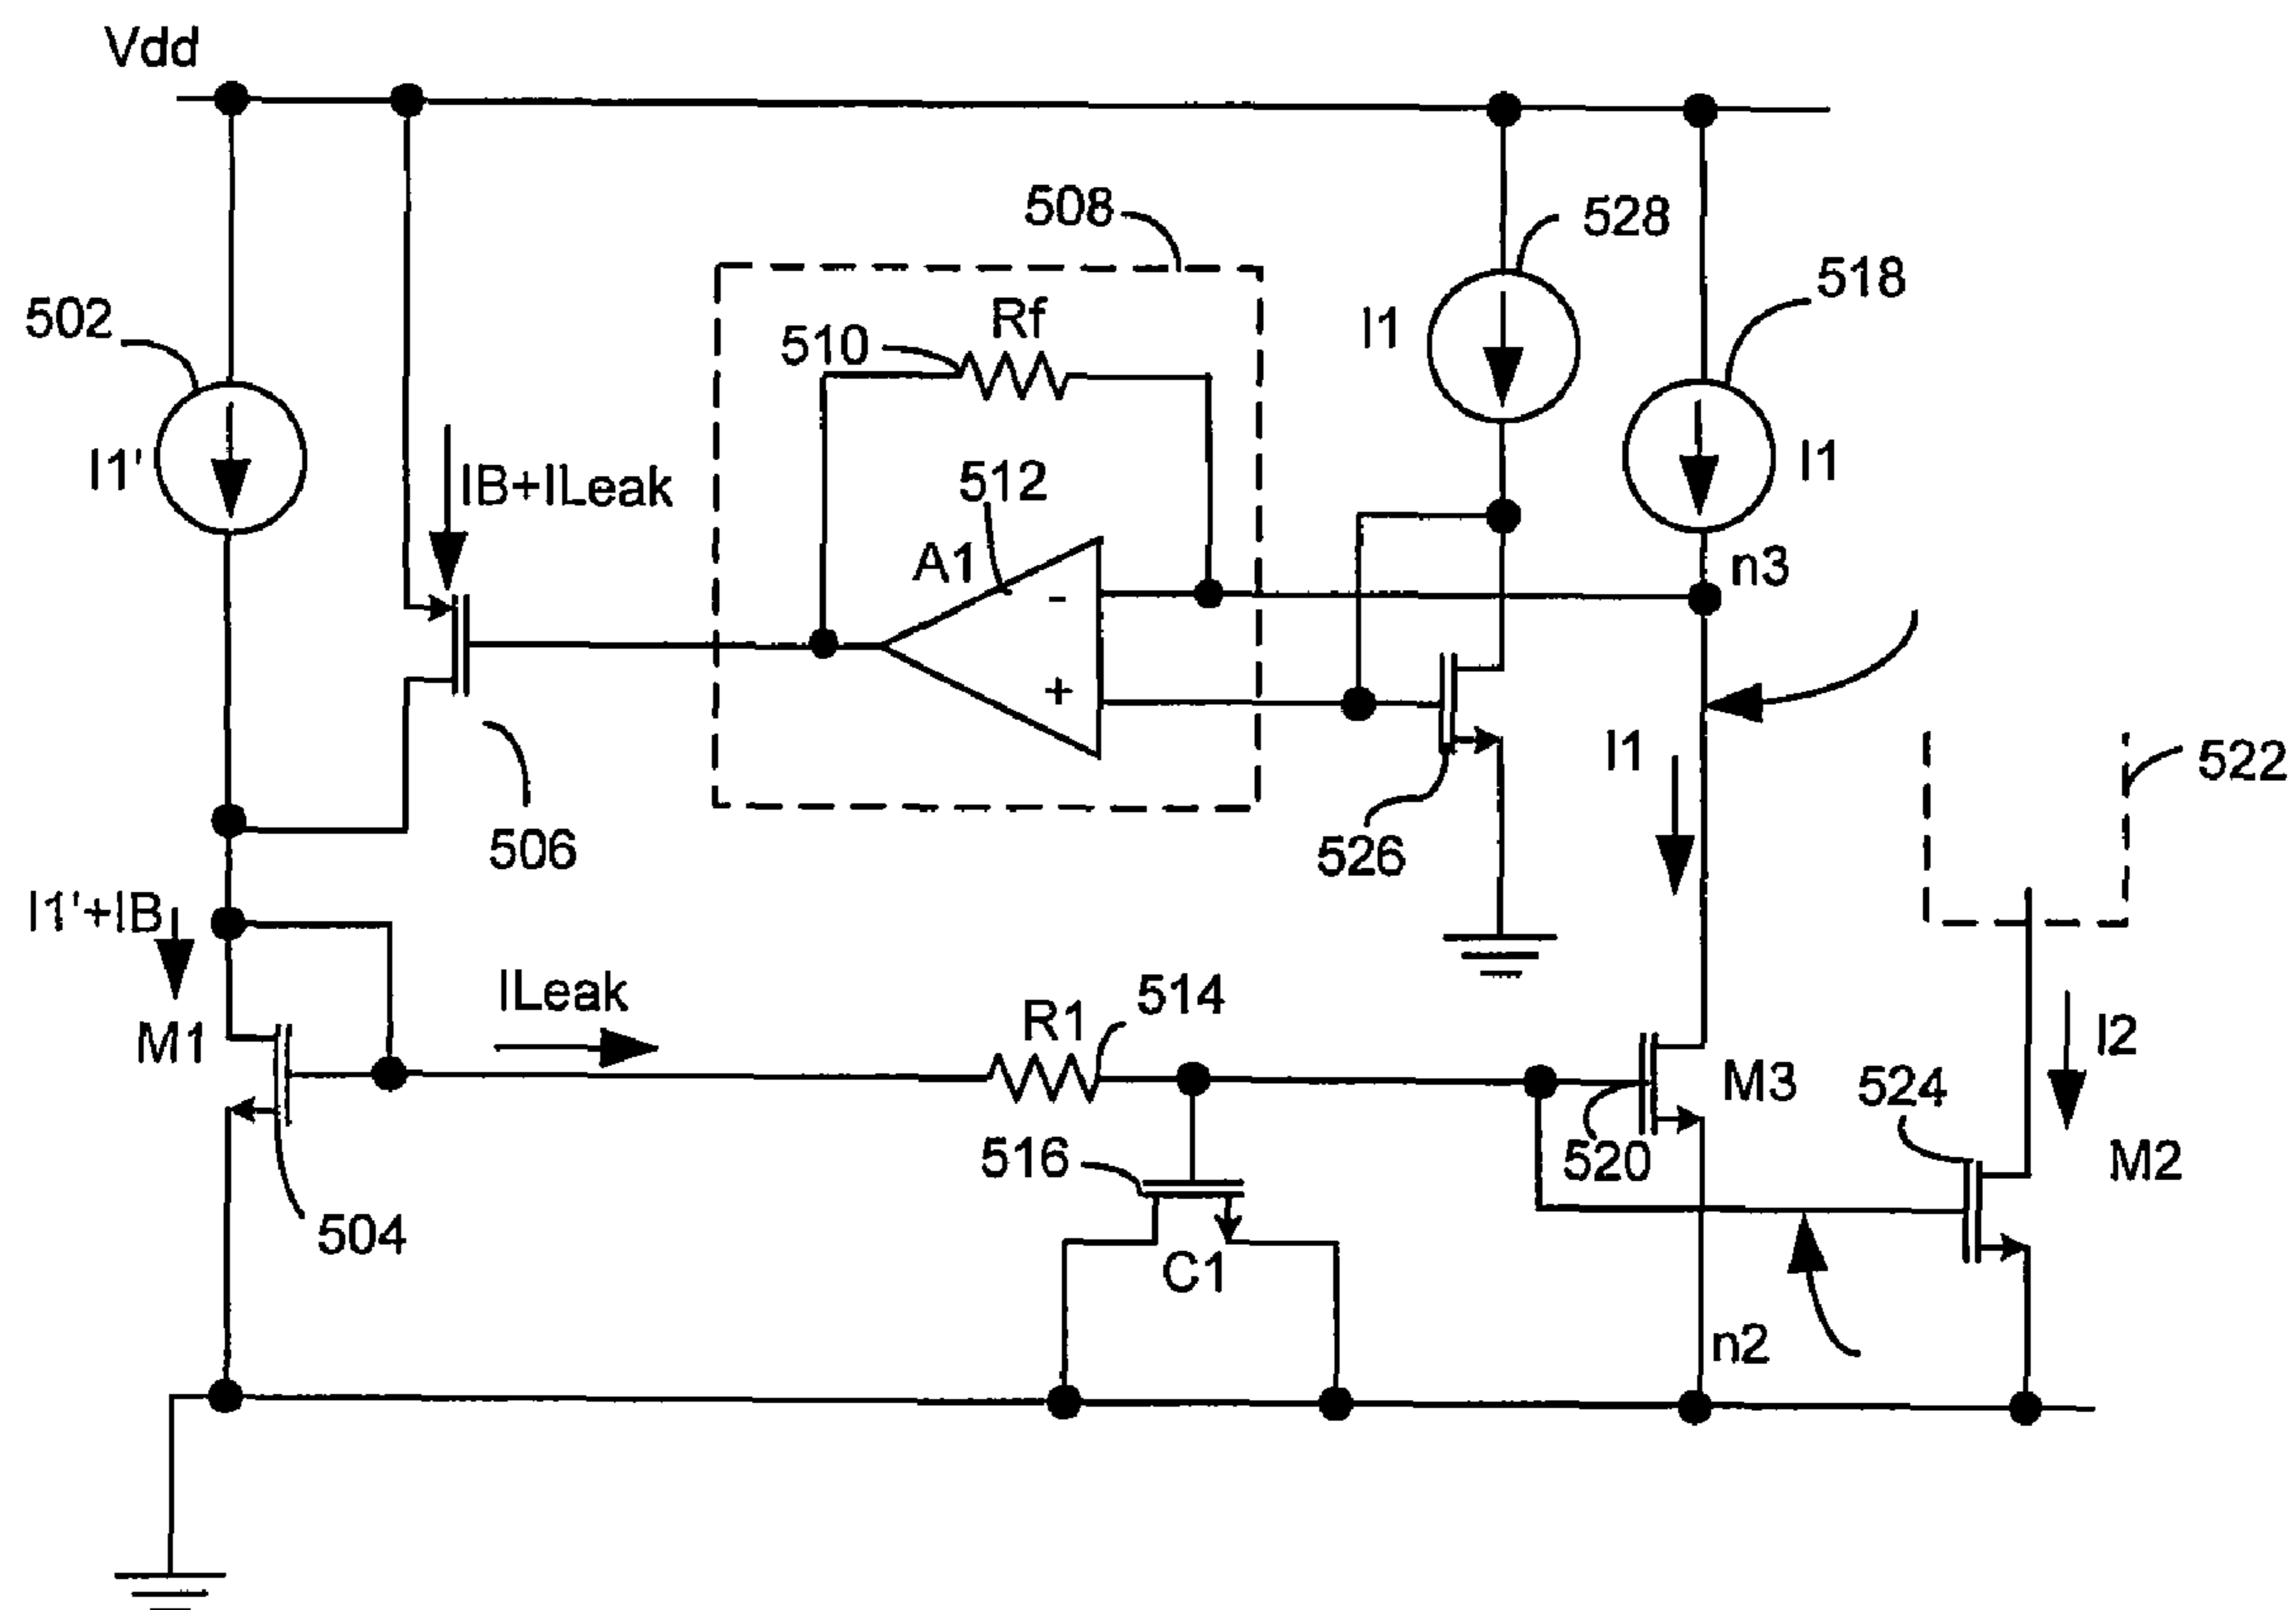 Vdd
508
528
518
502
Rf
510
I1
I1'
IB+ILeak
512
I1
A1
n3
-
+
I1
522
506
526
I1'+IB
ILeak
R1
514
M1
I2
M3
524
516
520
M2
504
C1
n2